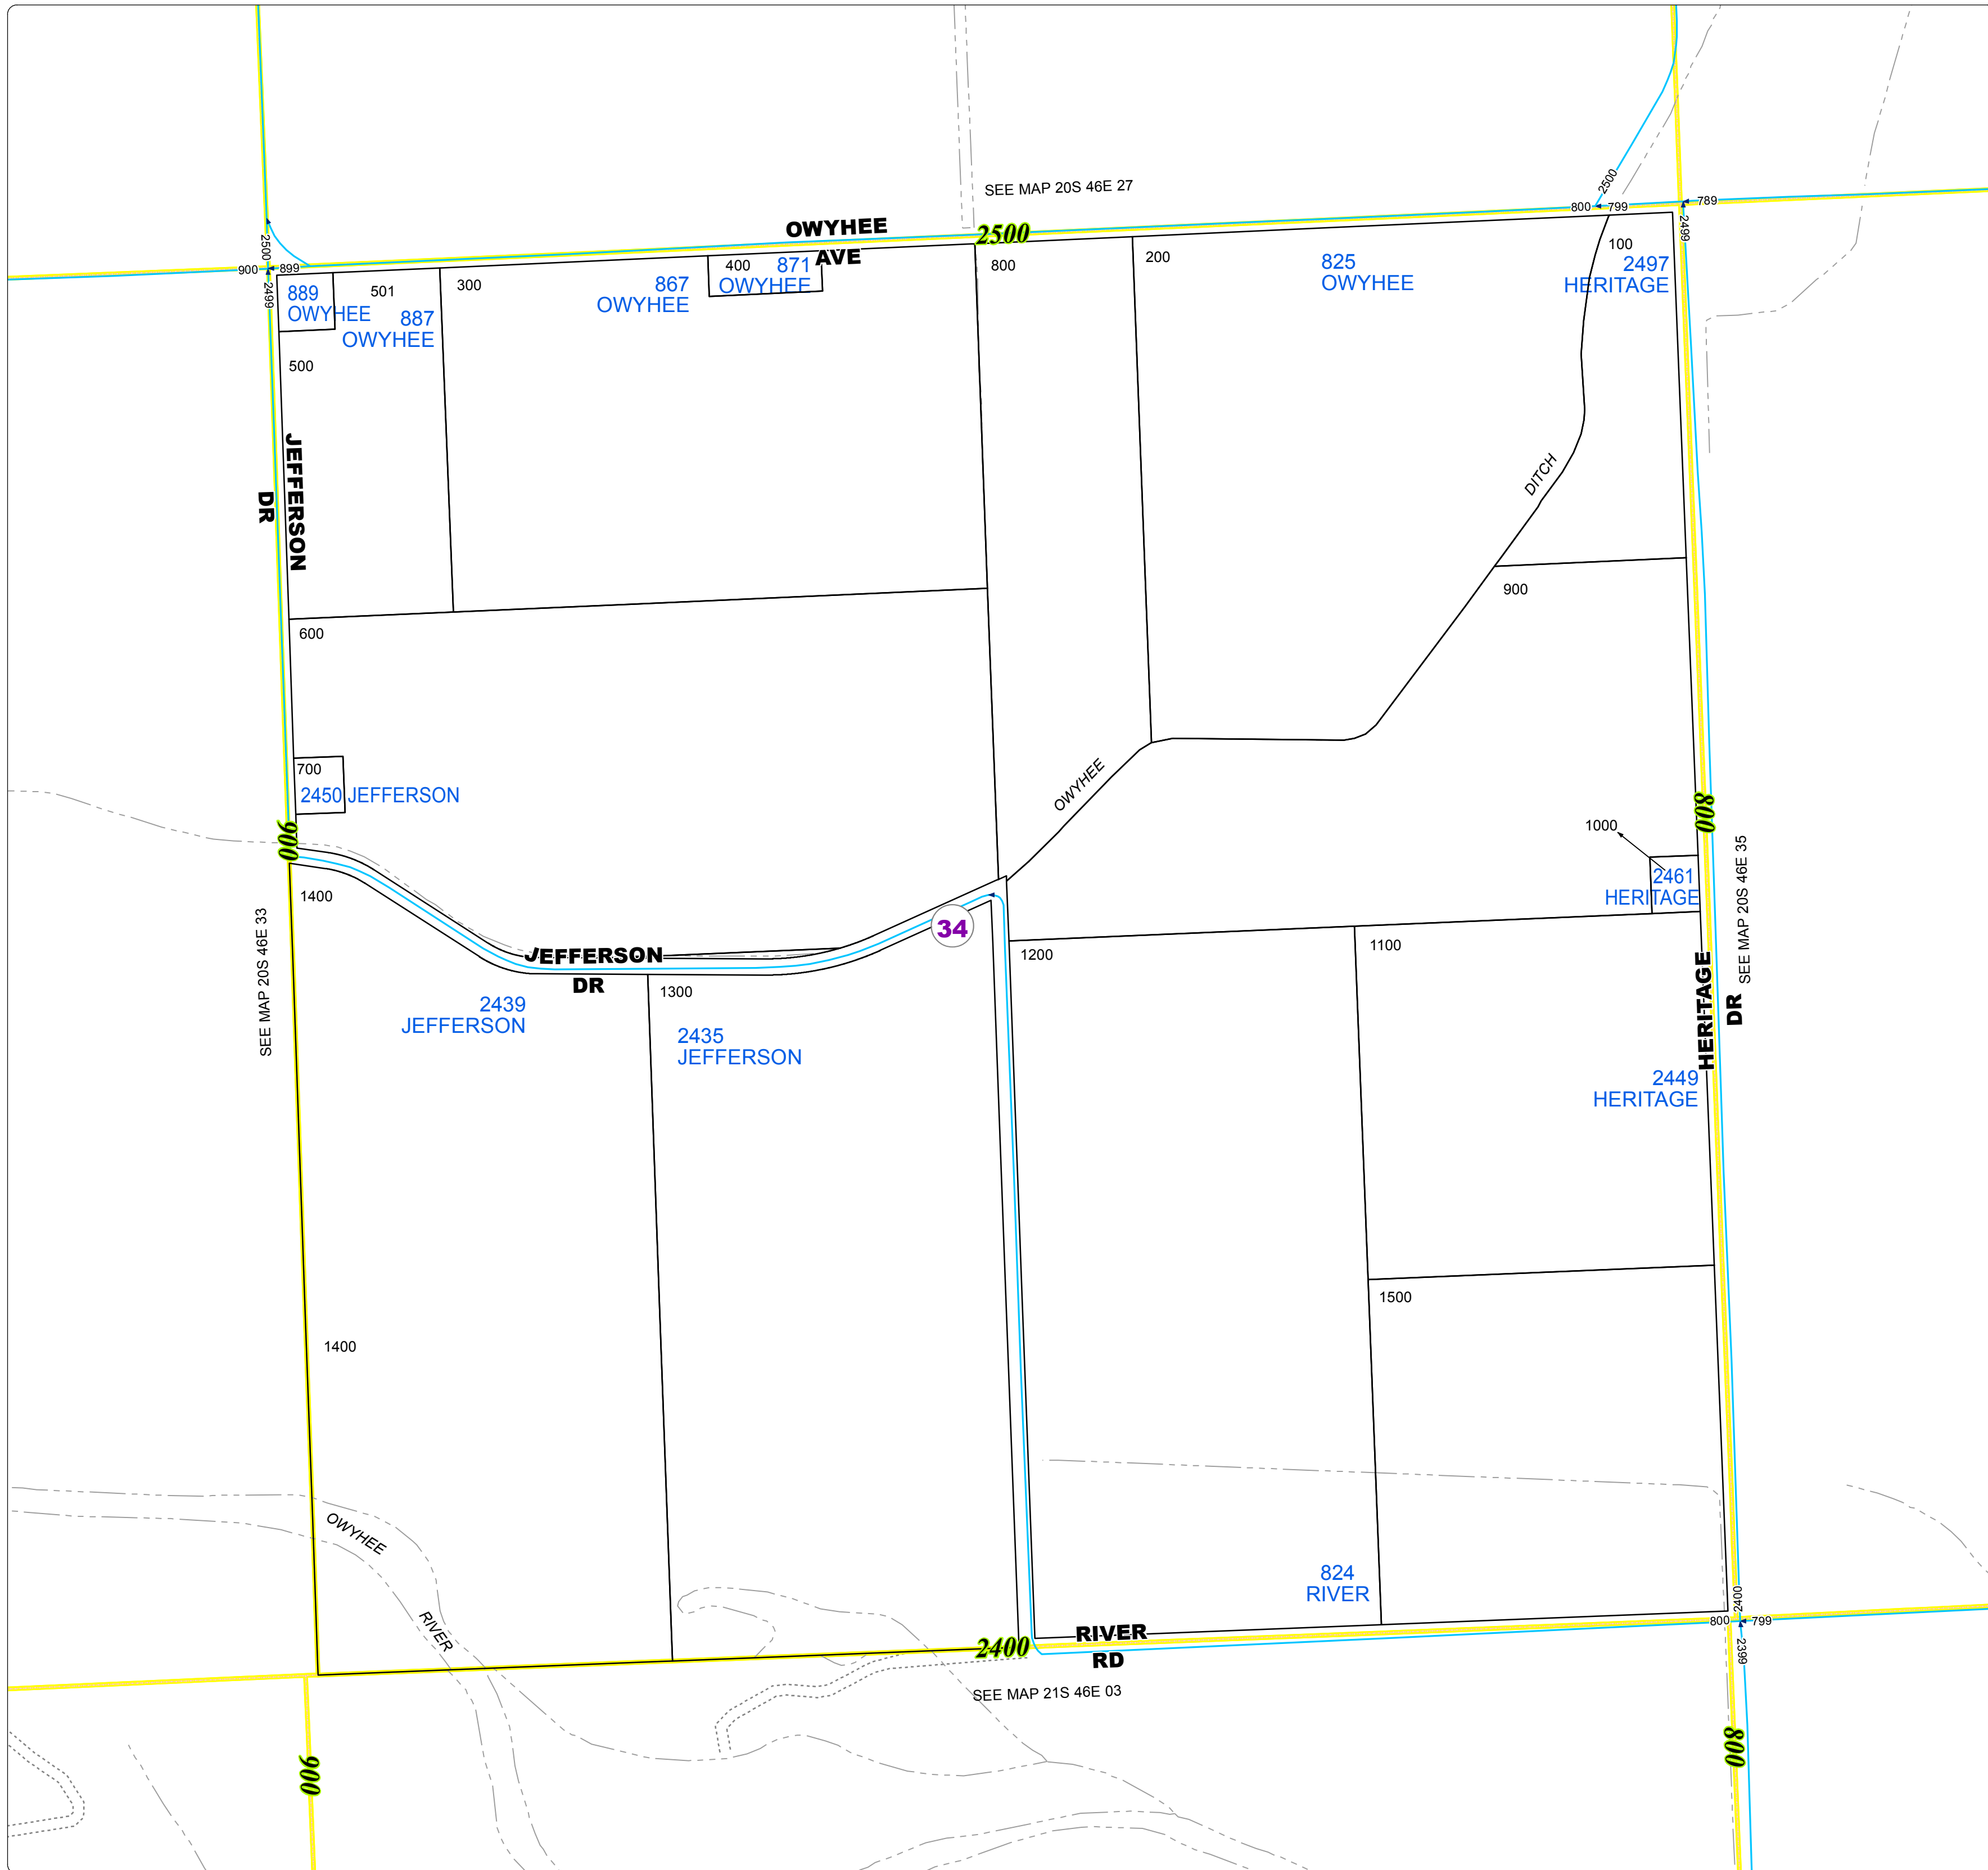 SEE MAP 20S 46E 27
2500
789
800
799
2499
OWYHEE
2500
AVE
100
2497
HERITAGE
2500
900
899
2499
889
OWYHEE
501
887
OWYHEE
300
867
OWYHEE
400
871
OWYHEE
800
200
825
OWYHEE
500
JEFFERSON
DR
DITCH
900
600
OWYHEE
700
2450 JEFFERSON
900
800
1000
2461
HERITAGE
SEE MAP 20S 46E 35
1400
SEE MAP 20S 46E 33
34
JEFFERSON
DR
1200
1100
HERITAGE
DR
2439
JEFFERSON
1300
2435
JEFFERSON
2449
HERITAGE
1500
1400
OWYHEE
RIVER
824
RIVER
2400
800
799
2399
RIVER
RD
2400
SEE MAP 21S 46E 03
900
800